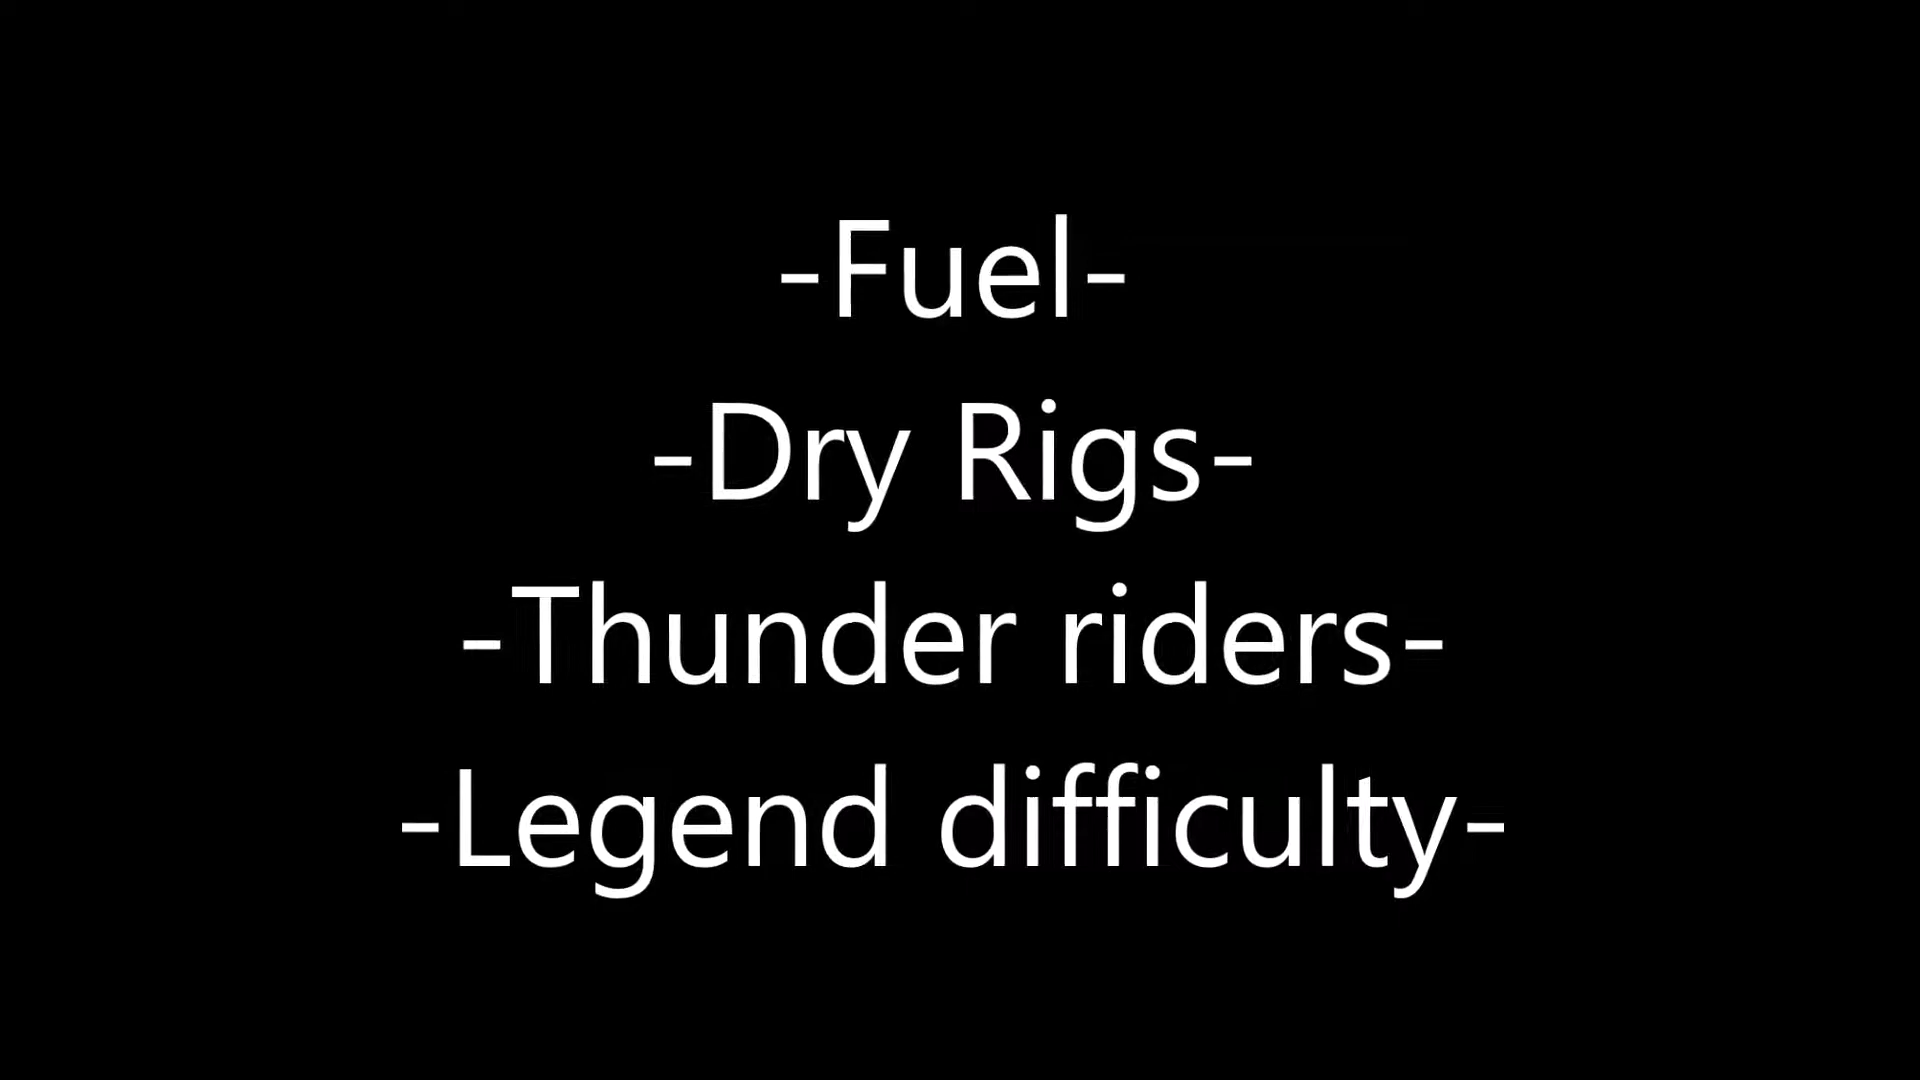 -Fuel-
-Dry Rigs-
-Thunder riders-
-Legend difficulty-